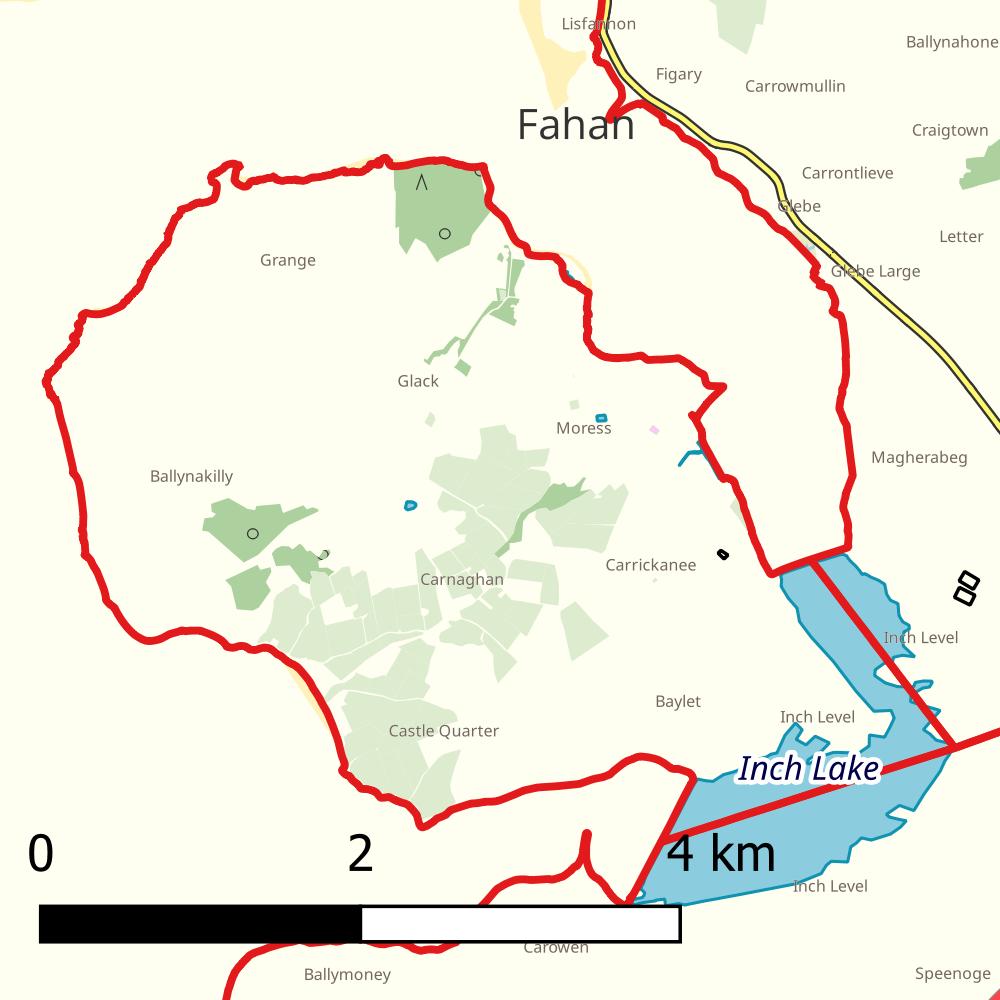 Lisfannon
Ballynahone
Figary
Carrowmullin
Fahan
Craigtown
Carrontlieve
Glebe
Letter
Grange
Glebe Large
Glack
Moress
Magherabeg
Ballynakilly
Carrickanee
Carnaghan
Inch Level
Baylet
Inch Level
Castle Quarter
Inch Lake
0 2 4 km
Inch Level
Carowen
Ballymoney
Speenoge